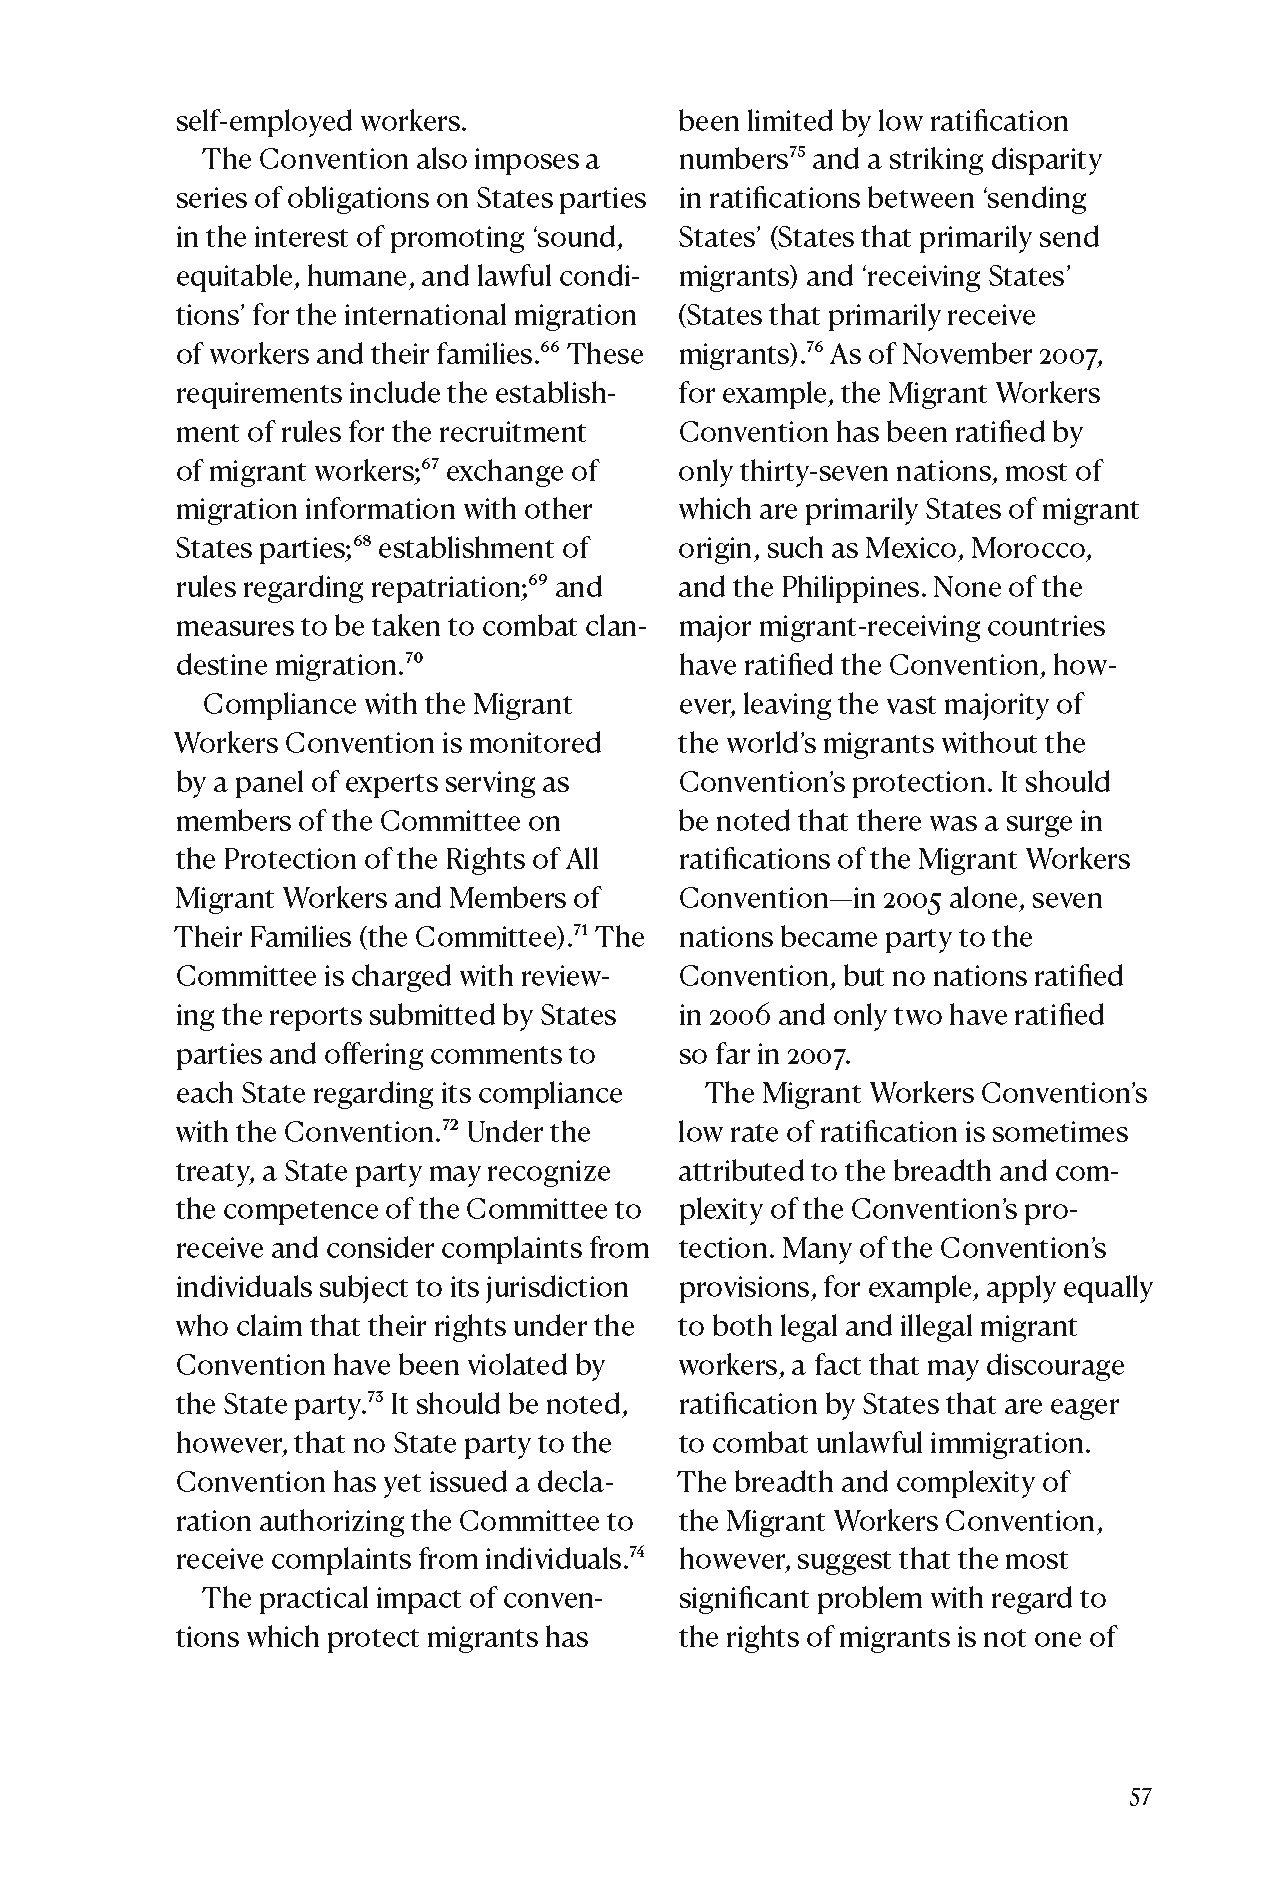 self-employed workers.
The Convention also imposes a
series of obligations on States parties
in the interest of promoting ‘sound,
equitable, humane, and lawful condi-
tions’ for the international migration
of workers and their families.⁶⁶ These
requirements include the establish-
ment of rules for the recruitment
of migrant workers;⁶⁷ exchange of
migration information with other
States parties;⁶⁸ establishment of
rules regarding repatriation;⁶⁹ and
measures to be taken to combat clan-
destine migration.⁷⁰
Compliance with the Migrant
Workers Convention is monitored
by a panel of experts serving as
members of the Committee on
the Protection of the Rights of All
Migrant Workers and Members of
Their Families (the Committee).⁷¹ The
Committee is charged with review-
ing the reports submitted by States
parties and offering comments to
each State regarding its compliance
with the Convention.⁷² Under the
treaty, a State party may recognize
the competence of the Committee to
receive and consider complaints from
individuals subject to its jurisdiction
who claim that their rights under the
Convention have been violated by
the State party.⁷³ It should be noted,
however, that no State party to the
Convention has yet issued a decla-
ration authorizing the Committee to
receive complaints from individuals.⁷⁴
The practical impact of conven-
tions which protect migrants has
been limited by low ratification
numbers⁷⁵ and a striking disparity
in ratifications between ‘sending
States’ (States that primarily send
migrants) and ‘receiving States’
(States that primarily receive
migrants).⁷⁶ As of November 2007,
for example, the Migrant Workers
Convention has been ratified by
only thirty-seven nations, most of
which are primarily States of migrant
origin, such as Mexico, Morocco,
and the Philippines. None of the
major migrant-receiving countries
have ratified the Convention, how-
ever, leaving the vast majority of
the world’s migrants without the
Convention’s protection. It should
be noted that there was a surge in
ratifications of the Migrant Workers
Convention—in 2005 alone, seven
nations became party to the
Convention, but no nations ratified
in 2006 and only two have ratified
so far in 2007.
The Migrant Workers Convention’s
low rate of ratification is sometimes
attributed to the breadth and com-
plexity of the Convention’s pro-
tection. Many of the Convention’s
provisions, for example, apply equally
to both legal and illegal migrant
workers, a fact that may discourage
ratification by States that are eager
to combat unlawful immigration.
The breadth and complexity of
the Migrant Workers Convention,
however, suggest that the most
significant problem with regard to
the rights of migrants is not one of
57